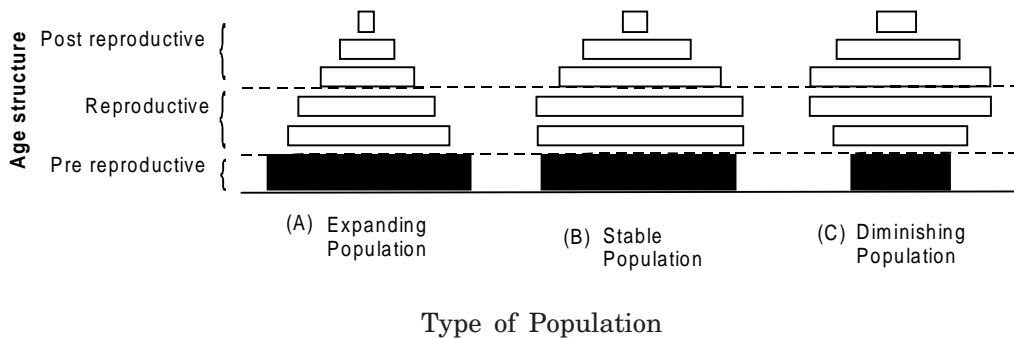 Age structure
Post reproductive
Reproductive
Pre reproductive
(A) Expanding
Population
(B) Stable
Population
(C) Diminishing
Population
Type of Population